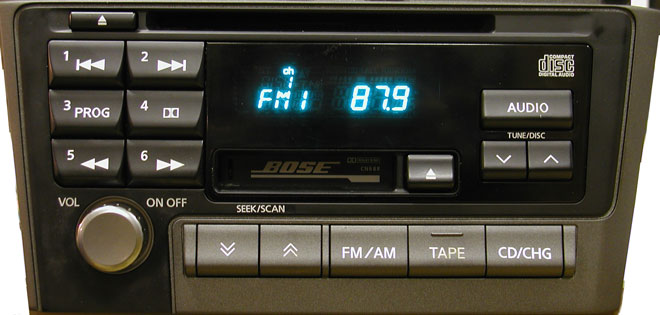 1
2
3 PROG
4
5
6
ch
1
FM1 87.9
COMPACT
disc
DIGITAL AUDIO
AUDIO
TUNE/DISC
BOSE
VOL
ON OFF
SEEK/SCAN
FM/AM
TAPE
CD/CHG